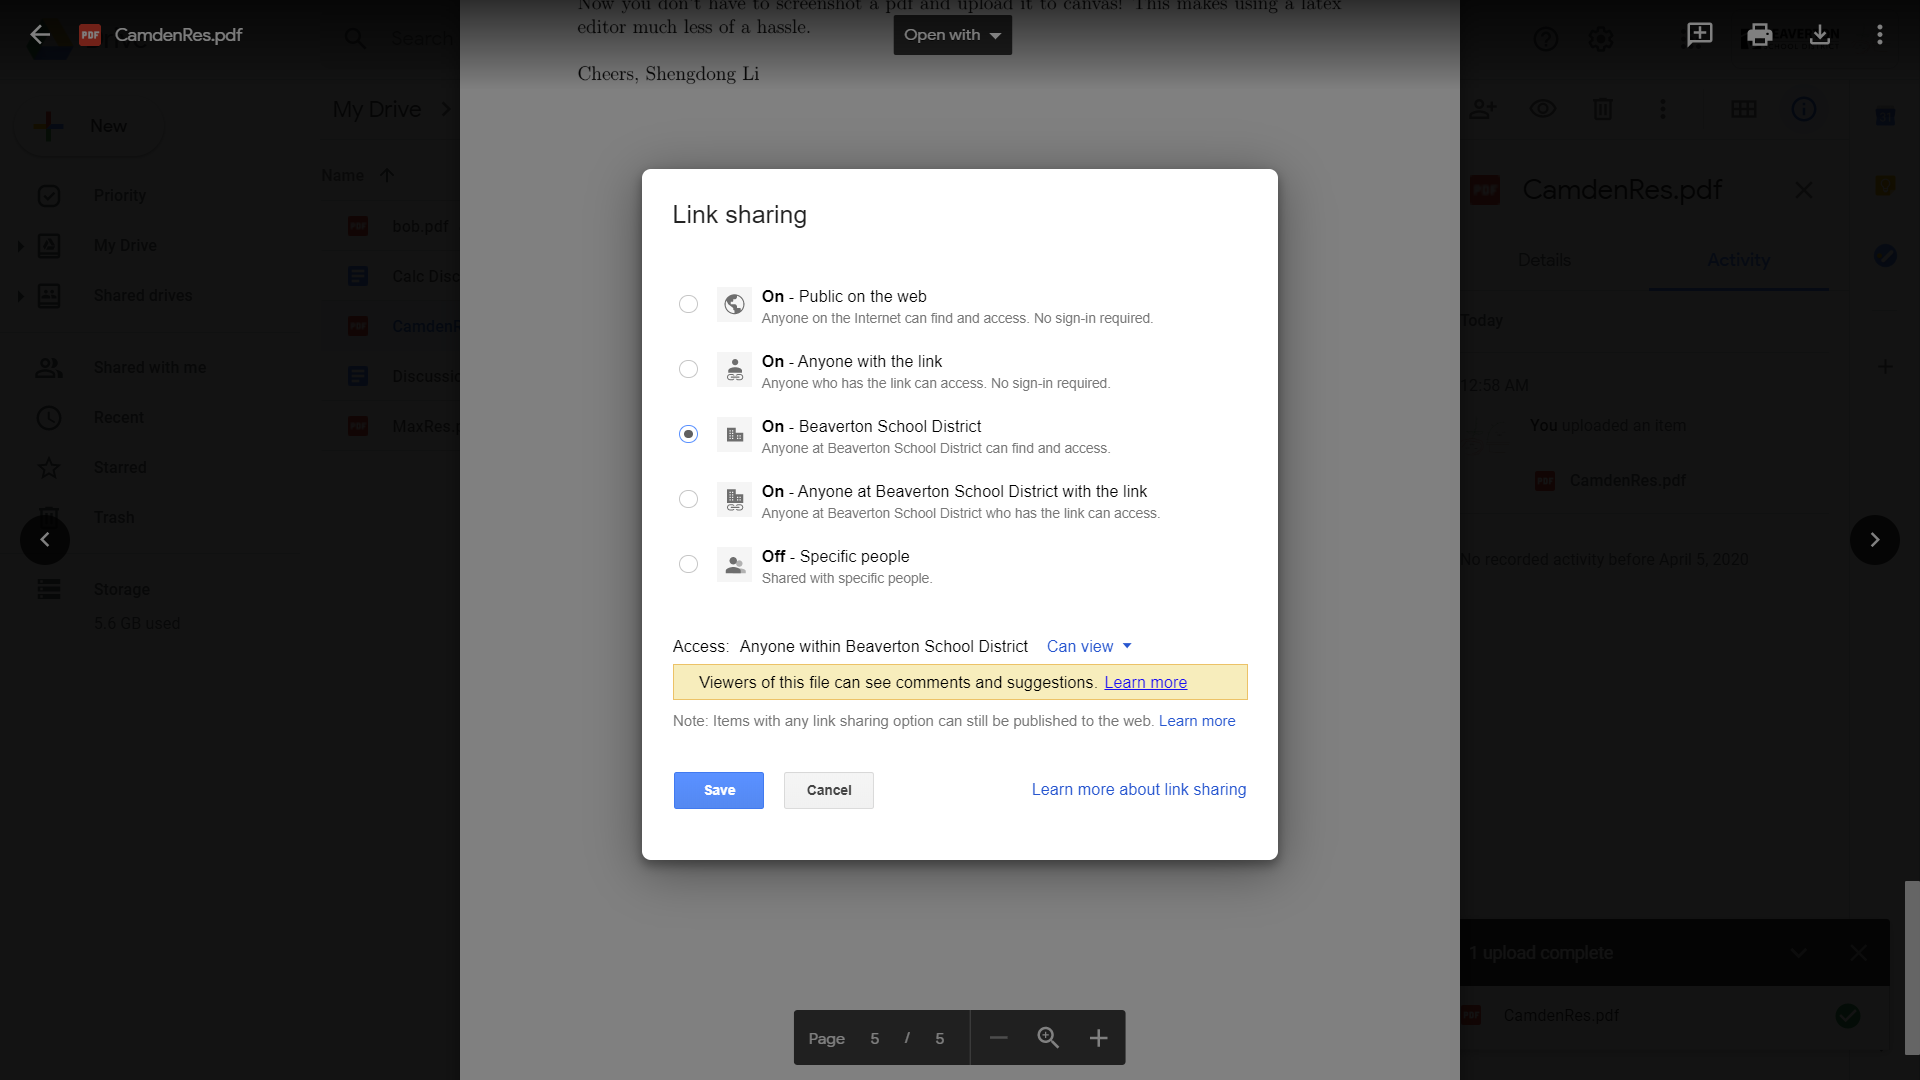 Now you don't have to screenshot a pdf and upload it to canvas! This makes using a latex
editor much less of a hassle.
Cheers, Shengdong Li
CamdenRes.pdf
Open with
Search
My Drive
New
Name
Priority
My Drive
Shared drives
Shared with me
Recent
Starred
Trash
Storage
5.6 GB used
bob.pdf
Calc Disc
CamdenR
Discussio
MaxRes.p
Link sharing
On - Public on the web
Anyone on the Internet can find and access. No sign-in required.
On - Anyone with the link
Anyone who has the link can access. No sign-in required.
On - Beaverton School District
Anyone at Beaverton School District can find and access.
On - Anyone at Beaverton School District with the link
Anyone at Beaverton School District who has the link can access.
Off - Specific people
Shared with specific people.
Access: Anyone within Beaverton School District Can view
Viewers of this file can see comments and suggestions. Learn more
Note: Items with any link sharing option can still be published to the web. Learn more
Save
Cancel
Learn more about link sharing
PDF CamdenRes.pdf
Details
Activity
Today
12:58 AM
You uploaded an item
CamdenRes.pdf
No recorded activity before April 5, 2020
1 upload complete
CamdenRes.pdf
Page 5 / 5